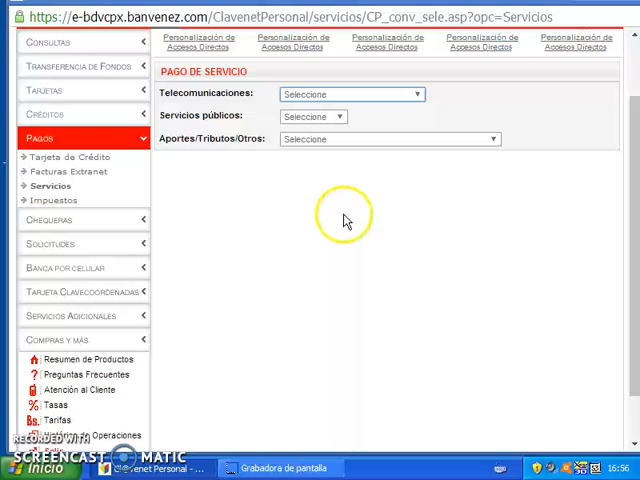 https://e-bdvcpx.banvenez.com/ClavenetPersonal/servicios/CP_conv_sele.asp?opc=Servicios
Personalización de Accesos Directos
Personalización de Accesos Directos
Personalización de Accesos Directos
Personalización de Accesos Directos
Personalización de Accesos Directos
CONSULTAS
TRANSFERENCIA DE FONDOS
TARJETAS
CRÉDITOS
PAGOS
Tarjeta de Crédito
Facturas Extranet
Servicios
Impuestos
CHEQUERAS
SOLICITUDES
BANCA POR CELULAR
TARJETA CLAVECOORDENADAS
SERVICIOS ADICIONALES
COMPRAS Y MÁS
Resumen de Productos
Preguntas Frecuentes
Atención al Cliente
Tasas
Bs. Tarifas
Histórico de Operaciones
PAGO DE SERVICIO
Telecomunicaciones: Seleccione
Servicios públicos: Seleccione
Aportes/Tributos/Otros: Seleccione
RECORDED WITH
SCREENCAST MATIC
Inicio
Clavenet Personal - ...
Grabadora de pantalla
16:56